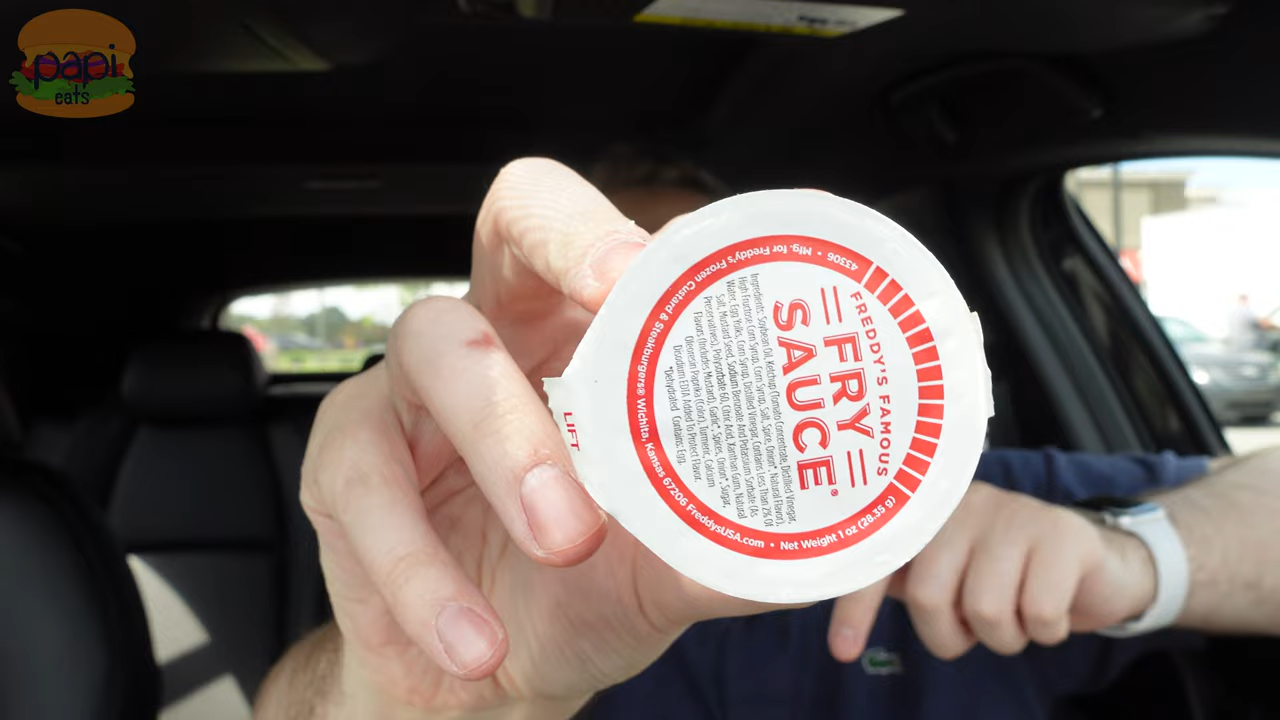 papi
eats
FREDDY'S FAMOUS
FRY
SAUCE®
Ingredients: Soybean Oil, Ketchup (Tomato Concentrate, Distilled Vinegar,
High Fructose Corn Syrup, Corn Syrup, Salt, Spice, Onion*, Natural Flavor),
Water, Egg Yolks, Corn Syrup, Distilled Vinegar, Contains Less Than 2% Of
Salt, Mustard Seed, Sodium Benzoate And Potassium Sorbate (As
Preservatives), Polysorbate 60, Citric Acid, Xanthan Gum, Natural
Flavors (Includes Mustard), Garlic*, Spices, Onion*, Sugar,
Oleoresin Paprika (Color), Turmeric, Calcium
Disodium EDTA Added To Protect Flavor.
*Dehydrated Contains: Egg.
43306 • Mfg. for Freddy's Frozen Custard & Steakburgers® Wichita, Kansas 67206 FreddysUSA.com • Net Weight 1 oz (28.35 g)
LIFT